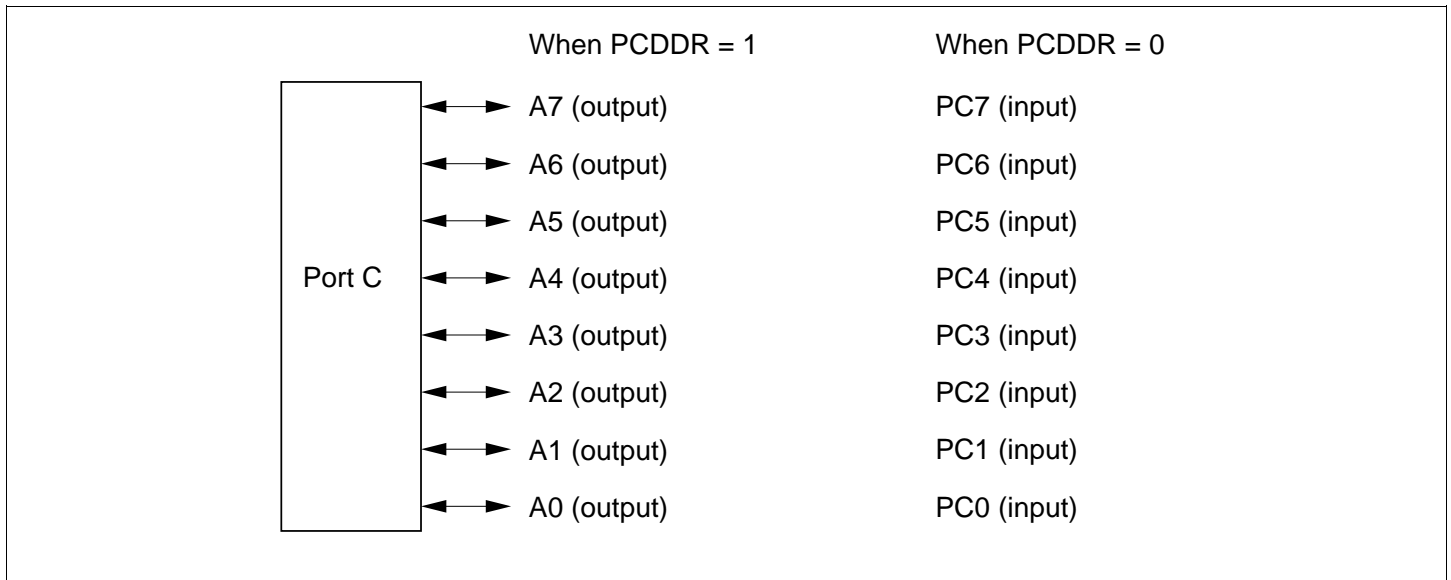 When PCDDR = 1 When PCDDR = 0
A7 (output) PC7 (input)
A6 (output) PC6 (input)
A5 (output) PC5 (input)
Port C A4 (output) PC4 (input)
A3 (output) PC3 (input)
A2 (output) PC2 (input)
A1 (output) PC1 (input)
A0 (output) PC0 (input)